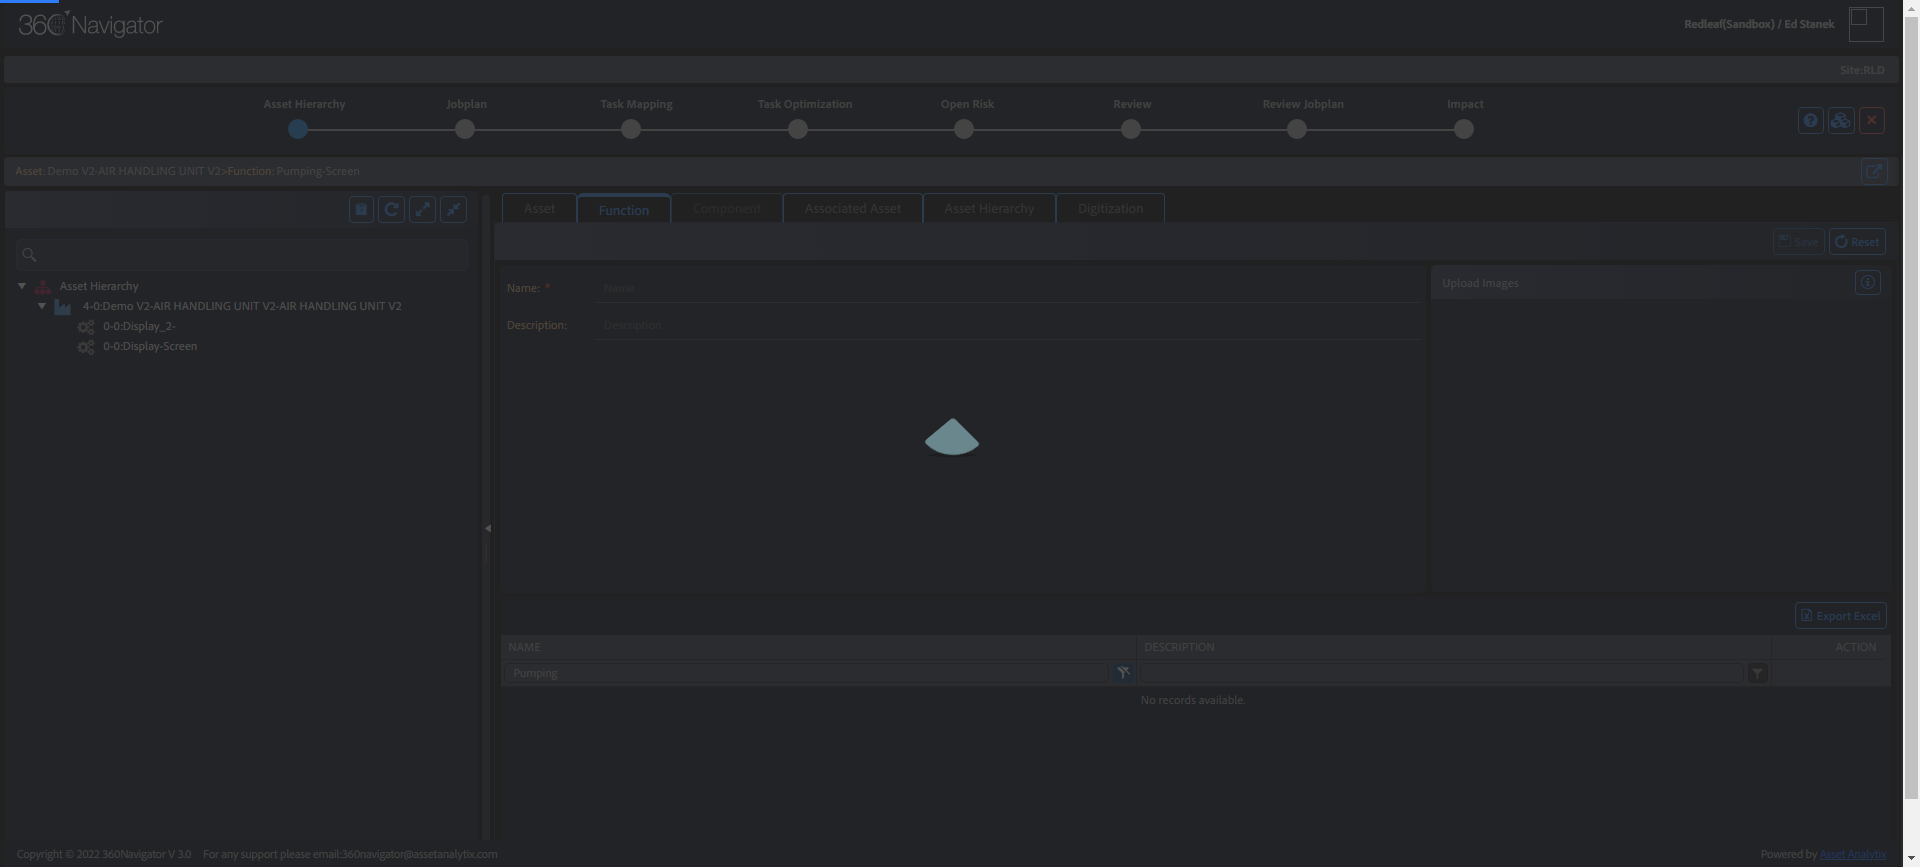 360 Navigator
Redleaf(Sandbox) / Ed Stanek
Site:RLD
Asset Hierarchy
Jobplan
Task Mapping
Task Optimization
Open Risk
Review
Review Jobplan
Impact
Asset: Demo V2-AIR HANDLING UNIT V2>Function: Pumping-Screen
Asset
Function
Component
Associated Asset
Asset Hierarchy
Digitization
Save
Reset
Asset Hierarchy
4-0:Demo V2-AIR HANDLING UNIT V2-AIR HANDLING UNIT V2
0-0:Display_2-
0-0:Display-Screen
Name: *
Name
Description:
Description
Upload Images
Export Excel
NAME
DESCRIPTION
ACTION
Pumping
No records available.
Copyright © 2022 360Navigator V 3.0 For any support please email:360navigator@assetanalytix.com
Powered by Asset Analytix